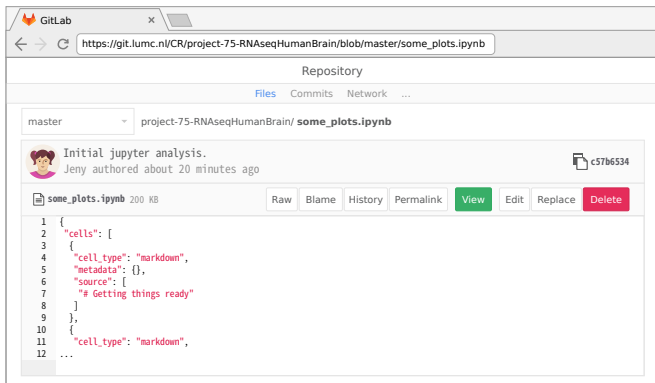 GitLab ×
https://git.lumc.nl/CR/project-75-RNAseqHumanBrain/blob/master/some_plots.ipynb
Repository
Files Commits Network ...
master project-75-RNAseqHumanBrain/ some_plots.ipynb
Initial jupyter analysis.
Jeny authored about 20 minutes ago
c57b6534
some_plots.ipynb 200 KB Raw Blame History Permalink View Edit Replace Delete
1 {
2 "cells": [
3 {
4 "cell_type": "markdown",
5 "metadata": {},
6 "source": [
7 "# Getting things ready"
8 ]
9 },
10 {
11 "cell_type": "markdown",
12 ...